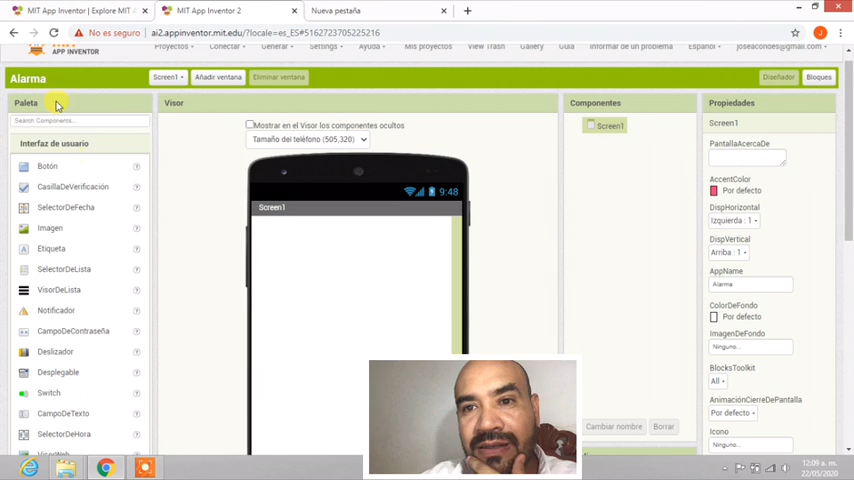 MIT App Inventor | Explore MIT A
MIT App Inventor 2
Nueva pestaña
No es seguro | ai2.appinventor.mit.edu/?locale=es_ES#5162723705225216
APP INVENTOR
Proyectos
Conectar
Generar
Settings
Ayuda
Mis proyectos
View Trash
Gallery
Guía
Informar de un problema
Español
joseacondes@gmail.com
Alarma
Screen1
Añadir ventana
Eliminar ventana
Diseñador
Bloques
Paleta
Search Components...
Interfaz de usuario
Botón
CasillaDeVerificación
SelectorDeFecha
Imagen
Etiqueta
SelectorDeLista
VisorDeLista
Notificador
CampoDeContraseña
Deslizador
Desplegable
Switch
CampoDeTexto
SelectorDeHora
VisorWeb
Visor
Mostrar en el Visor los componentes ocultos
Tamaño del teléfono (505,320)
9:48
Screen1
Componentes
Screen1
Cambiar nombre
Borrar
Propiedades
Screen1
PantallaAcercaDe
AccentColor
Por defecto
DispHorizontal
Izquierda : 1
DispVertical
Arriba : 1
AppName
Alarma
ColorDeFondo
Por defecto
ImagenDeFondo
Ninguno...
BlocksToolkit
All
AnimaciónCierreDePantalla
Por defecto
Icono
Ninguno...
12:09 a. m.
22/05/2020